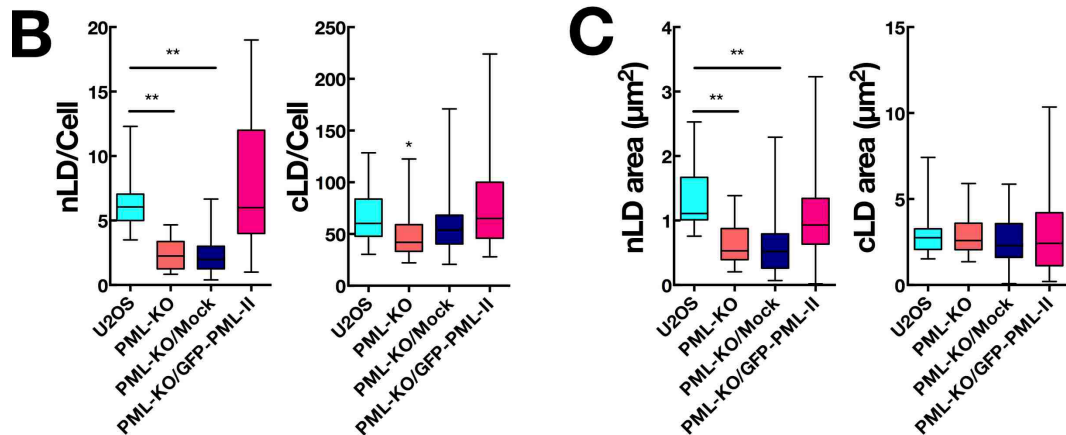 B
nLD/Cell
20
15
10
5
0
**
**
U2OS
PML-KO
PML-KO/Mock
PML-KO/GFP-PML-II
cLD/Cell
250
200
150
100
50
0
*
U2OS
PML-KO
PML-KO/Mock
PML-KO/GFP-PML-II
C
nLD area (µm²)
4
3
2
1
0
**
**
U2OS
PML-KO
PML-KO/Mock
PML-KO/GFP-PML-II
cLD area (µm²)
15
10
5
0
U2OS
PML-KO
PML-KO/Mock
PML-KO/GFP-PML-II